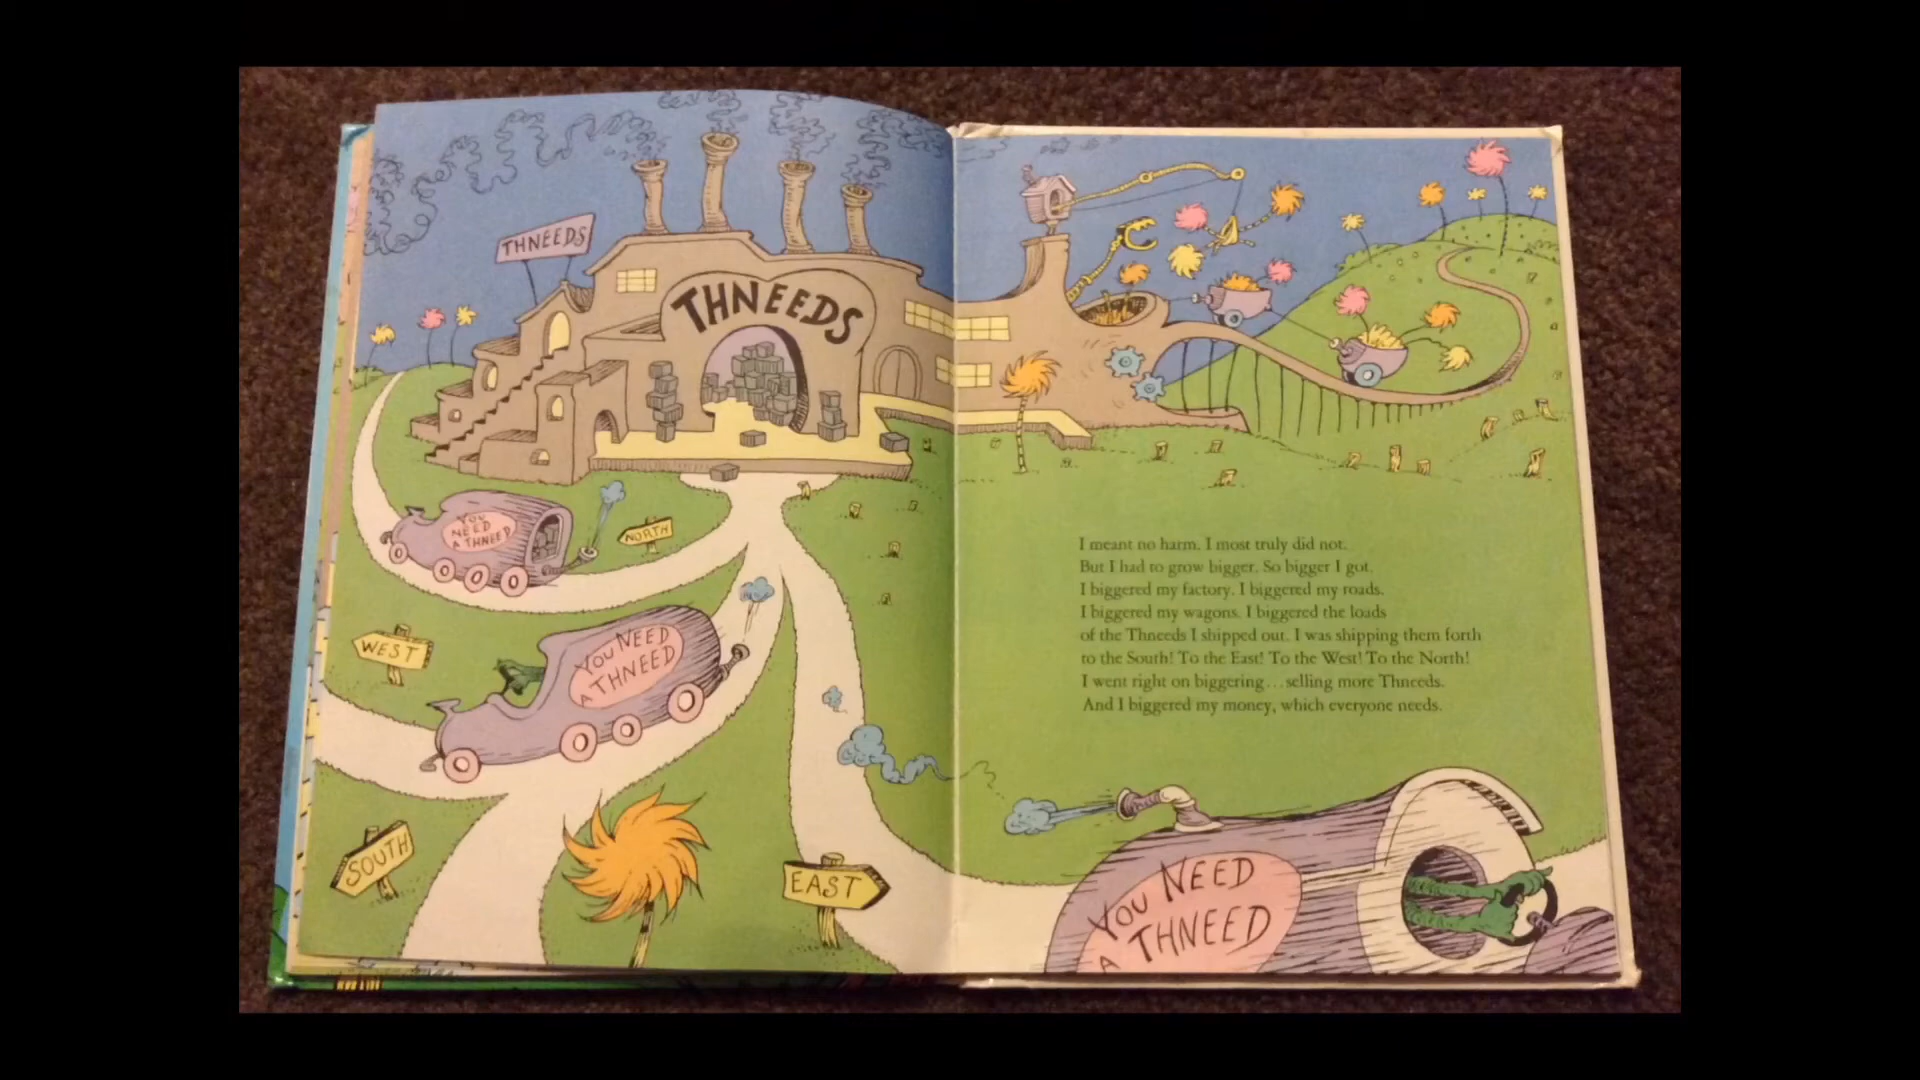 THNEEDS
THNEEDS
YOU
NEED
A THNEED
NORTH
WEST
YOU NEED
A THNEED
SOUTH
EAST
I meant no harm. I most truly did not.
But I had to grow bigger. So bigger I got.
I biggered my factory. I biggered my roads.
I biggered my wagons. I biggered the loads
of the Thneeds I shipped out. I was shipping them forth
to the South! To the East! To the West! To the North!
I went right on biggering...selling more Thneeds.
And I biggered my money, which everyone needs.
YOU NEED
A THNEED